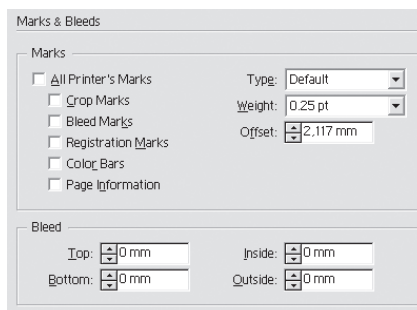 Marks & Bleeds
Marks
All Printer's Marks
Crop Marks
Bleed Marks
Registration Marks
Color Bars
Page Information
Type: Default
Weight: 0.25 pt
Offset: 2,117 mm
Bleed
Top: 0 mm
Bottom: 0 mm
Inside: 0 mm
Outside: 0 mm